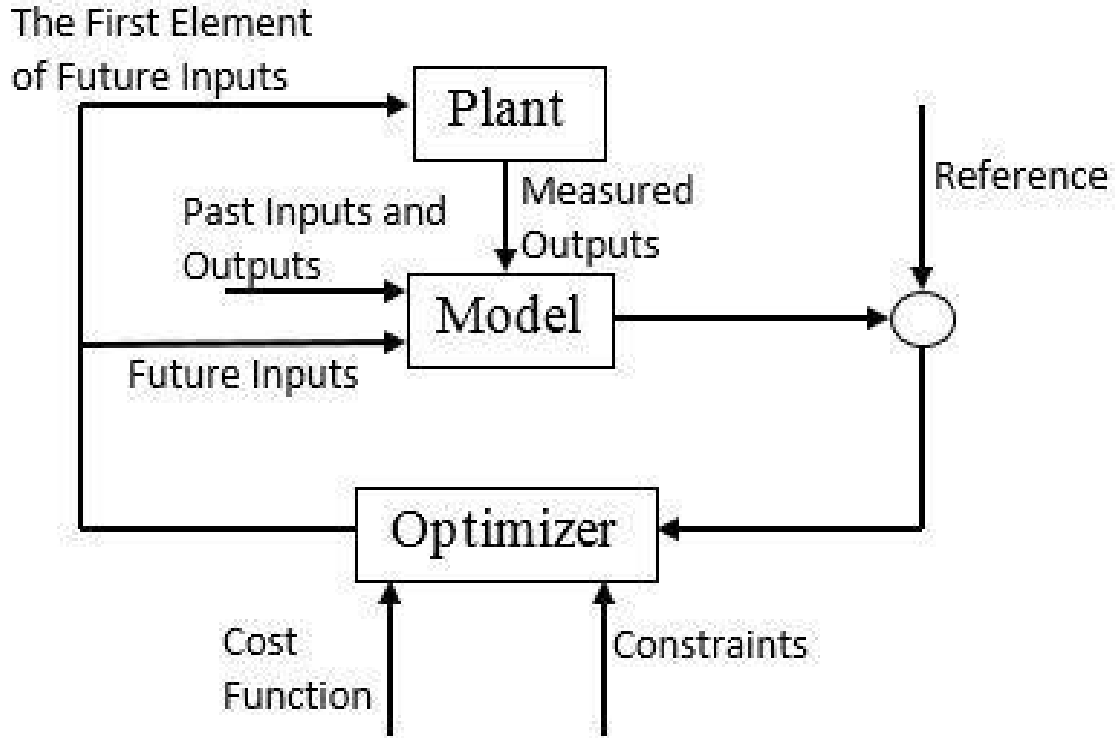 The First Element
of Future Inputs
Plant
Measured
Outputs
Reference
Past Inputs and
Outputs
Model
Future Inputs
Optimizer
Cost
Function
Constraints